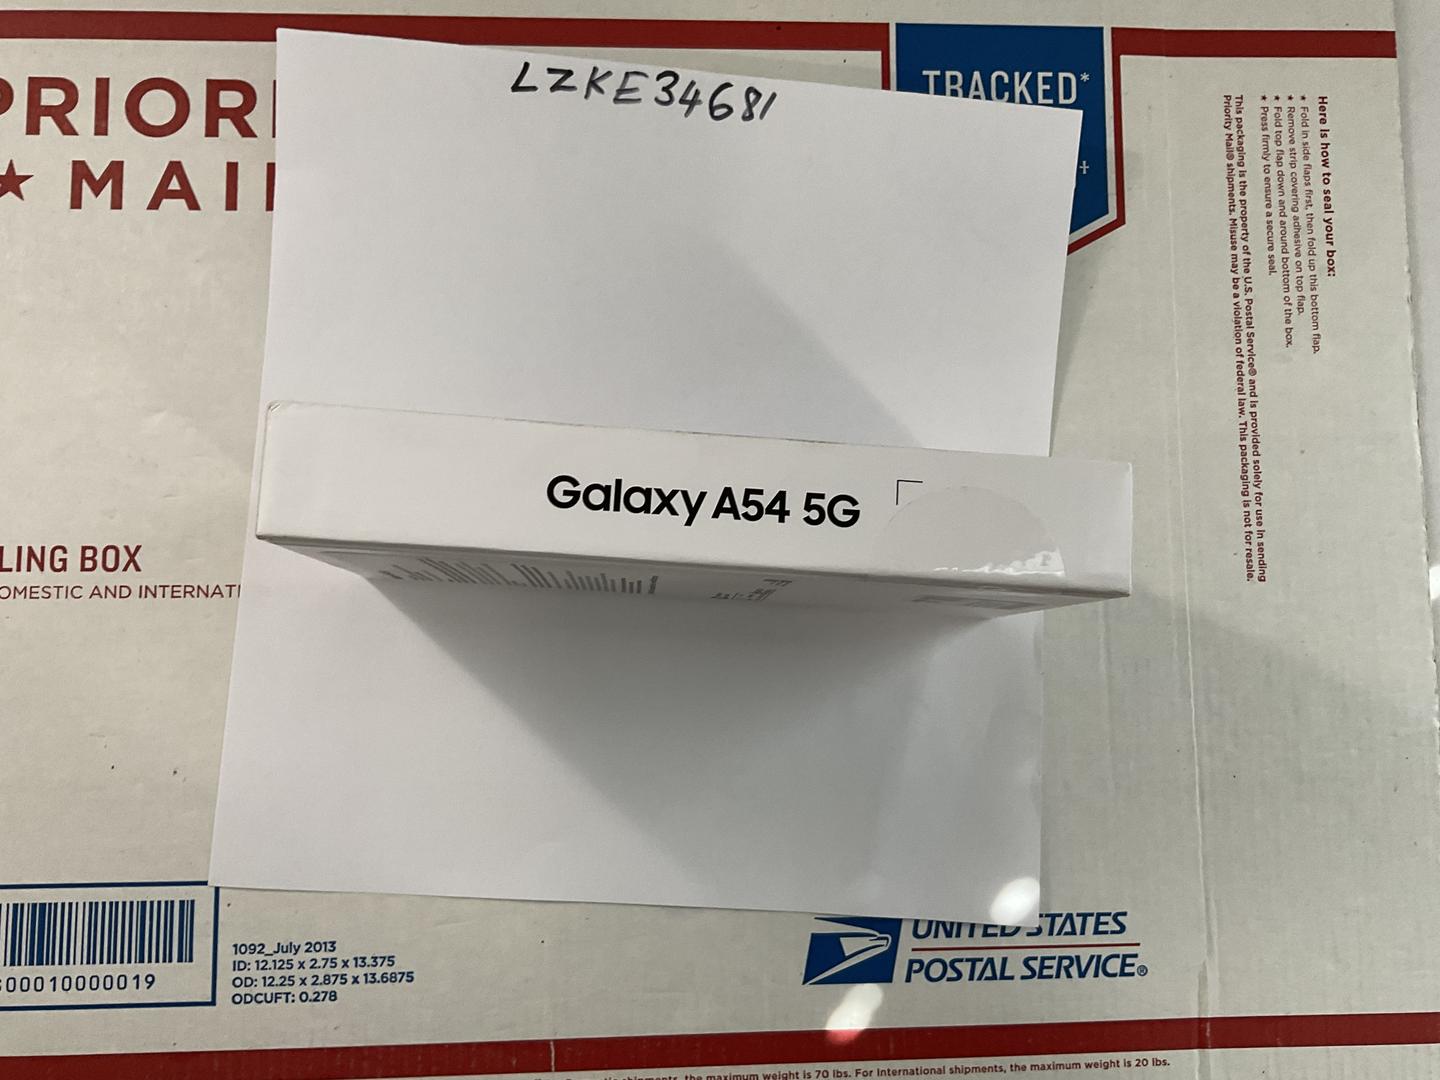 PRIORI
MAIL
LZKE34681
TRACKED*
†
Here is how to seal your box:
★ Fold in side flaps first, then fold up this bottom flap.
★ Remove strip covering adhesive on top flap.
★ Fold top flap down and around bottom of the box.
★ Press firmly to ensure a secure seal.
This packaging is the property of the U.S. Postal Service® and is provided solely for use in sending
Priority Mail® shipments. Misuse may be a violation of federal law. This packaging is not for resale.
Galaxy A54 5G
LING BOX
OMESTIC AND INTERNATI
00010000019
1092_July 2013
ID: 12.125 x 2.75 x 13.375
OD: 12.25 x 2.875 x 13.6875
ODCUFT: 0.278
UNITED STATES
POSTAL SERVICE®
shipments, the maximum weight is 70 lbs. For International shipments, the maximum weight is 20 lbs.